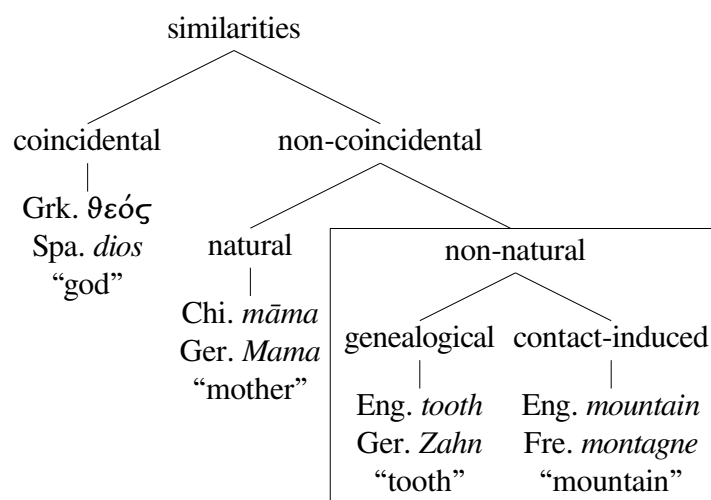 similarities
coincidental non-coincidental
Grk. ϑεός
Spa. dios
“god”
natural non-natural
Chi. māma
Ger. Mama
“mother”
genealogical contact-induced
Eng. tooth Eng. mountain
Ger. Zahn Fre. montagne
“tooth” “mountain”